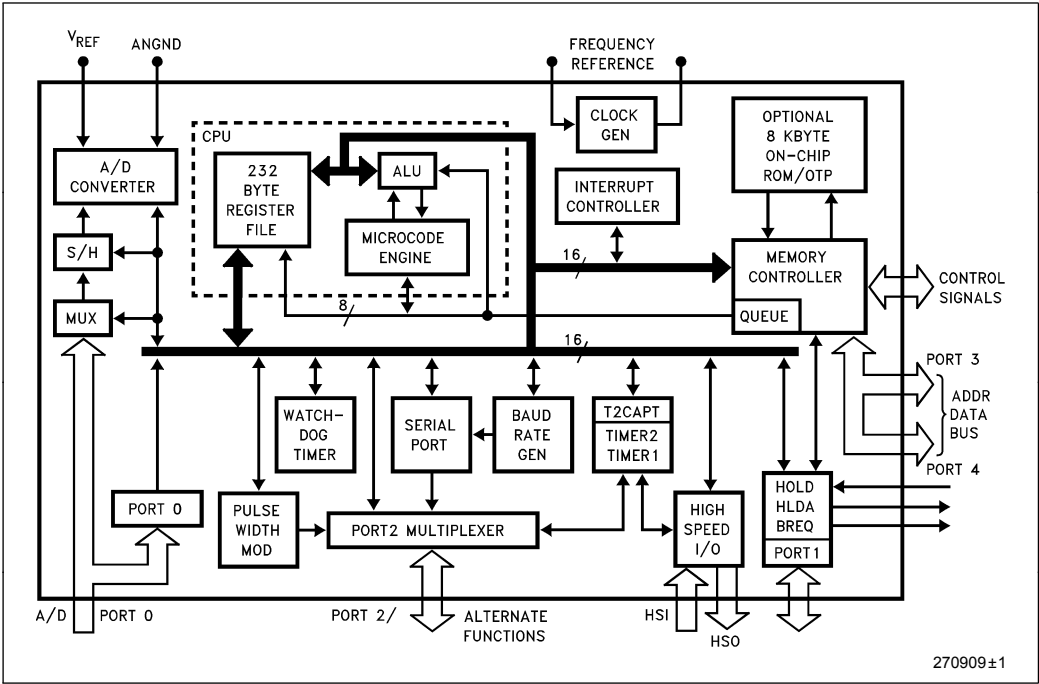 VREF
ANGND
FREQUENCY
REFERENCE
CPU
CLOCK
GEN
OPTIONAL
8 KBYTE
ON-CHIP
ROM/OTP
A/D
CONVERTER
232
BYTE
REGISTER
FILE
ALU
INTERRUPT
CONTROLLER
S/H
MICROCODE
ENGINE
16
MEMORY
CONTROLLER
CONTROL
SIGNALS
MUX
8
QUEUE
16
PORT 3
WATCH-
DOG
TIMER
SERIAL
PORT
BAUD
RATE
GEN
T2CAPT
TIMER2
TIMER1
ADDR
DATA
BUS
PORT 4
PORT 0
PULSE
WIDTH
MOD
PORT2 MULTIPLEXER
HIGH
SPEED
I/O
HOLD
HLDA
BREQ
PORT1
A/D
PORT 0
PORT 2/
ALTERNATE
FUNCTIONS
HSI
HSO
270909±1